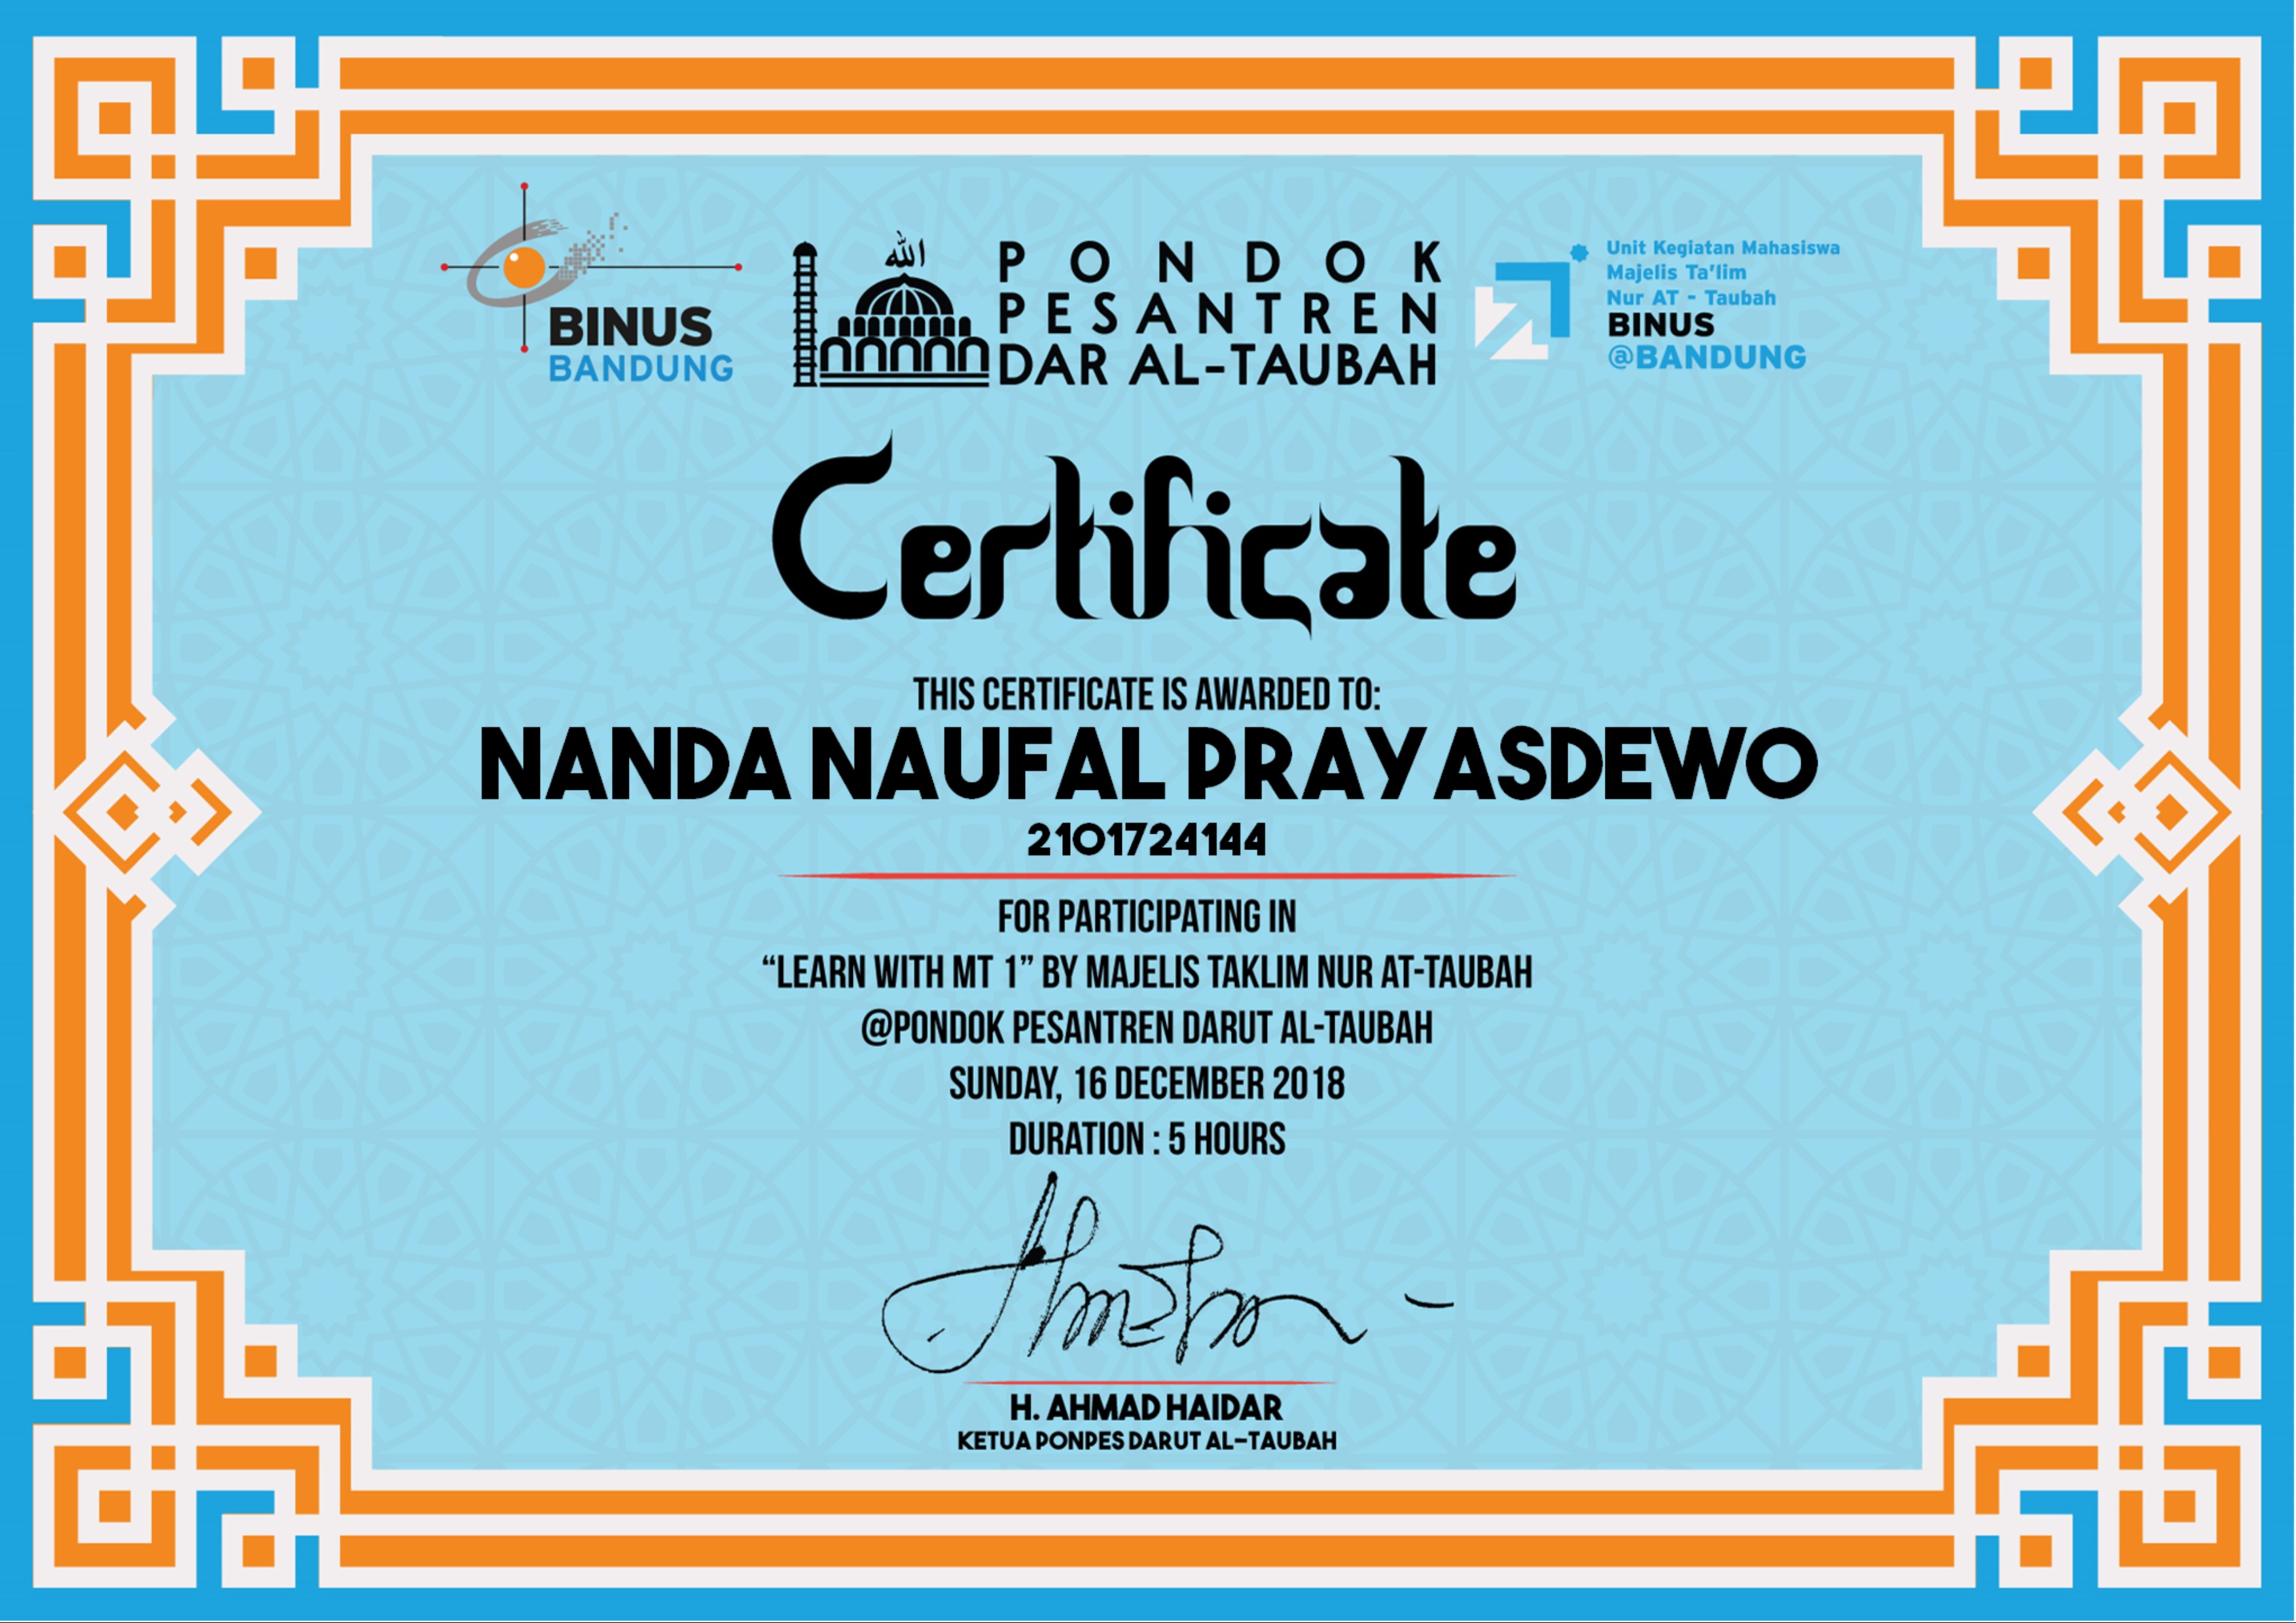 BINUS
BANDUNG
الله
PONDOK
PESANTREN
DAR AL-TAUBAH
Unit Kegiatan Mahasiswa
Majelis Ta'lim
Nur AT - Taubah
BINUS
@BANDUNG
Certificate
THIS CERTIFICATE IS AWARDED TO:
NANDA NAUFAL PRAYASDEWO
2101724144
FOR PARTICIPATING IN
“LEARN WITH MT 1” BY MAJELIS TAKLIM NUR AT-TAUBAH
@PONDOK PESANTREN DARUT AL-TAUBAH
SUNDAY, 16 DECEMBER 2018
DURATION : 5 HOURS
H. AHMAD HAIDAR
KETUA PONPES DARUT AL-TAUBAH